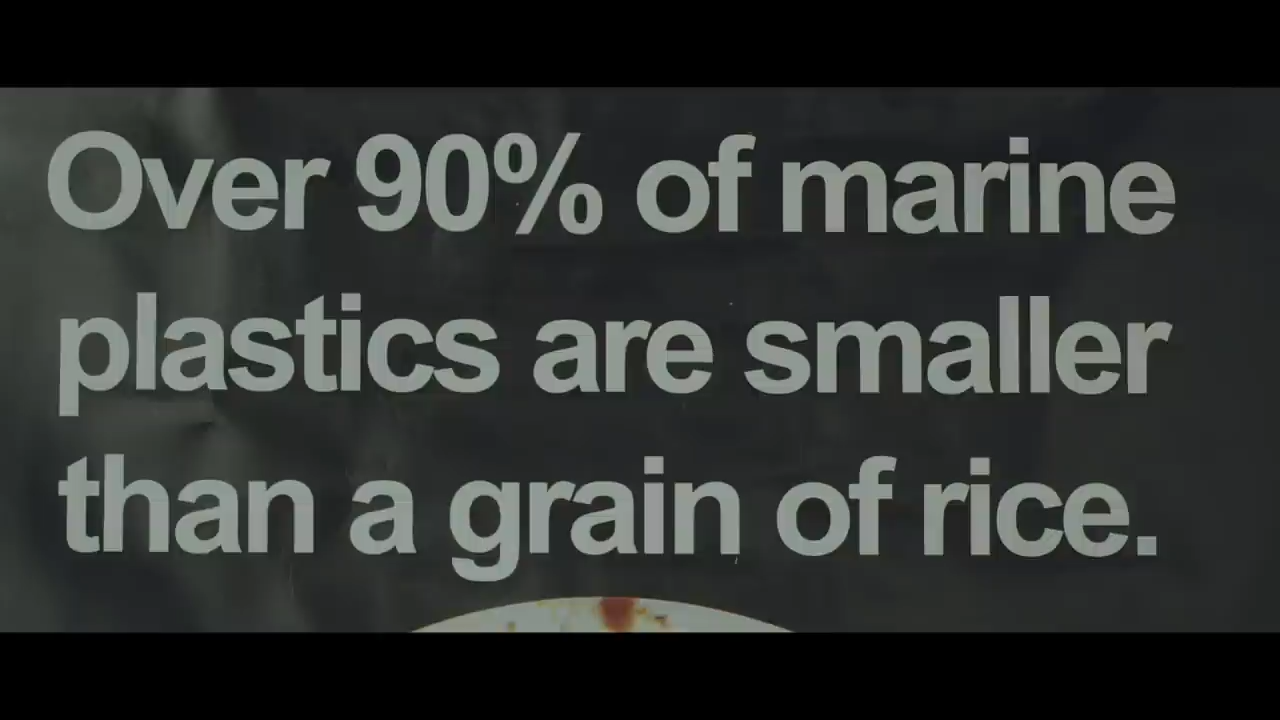 Over 90% of marine
plastics are smaller
than a grain of rice.